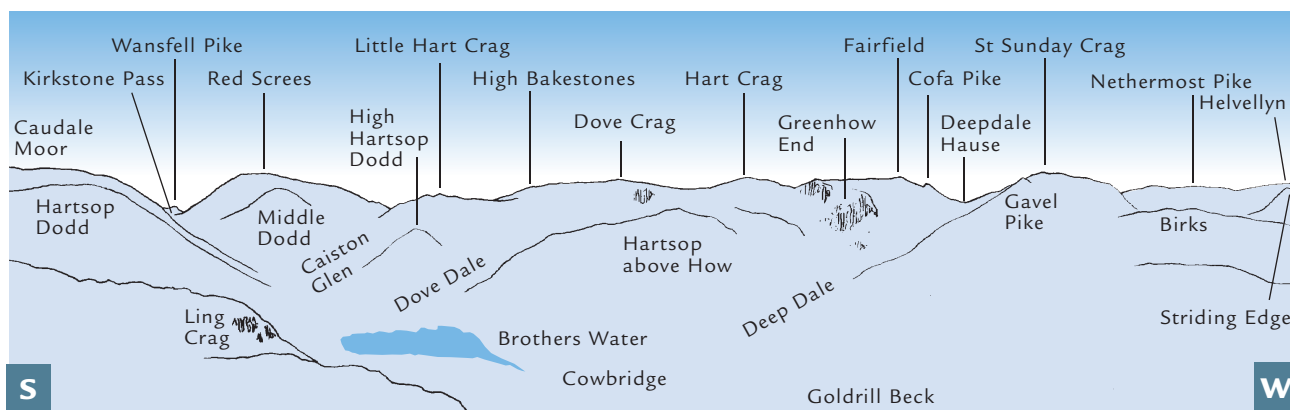 Wansfell Pike
Little Hart Crag
Fairfield
St Sunday Crag
Kirkstone Pass
Red Screes
High Bakestones
Hart Crag
Cofa Pike
Nethermost Pike
Helvellyn
Caudale
Moor
High
Hartsop
Dodd
Dove Crag
Greenhow
End
Deepdale
Hause
Hartsop
Dodd
Middle
Dodd
Caiston
Glen
Dove Dale
Hartsop
above How
Deep Dale
Gavel
Pike
Birks
Striding Edge
Ling
Crag
Brothers Water
Cowbridge
Goldrill Beck
S
W